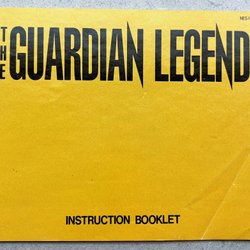 THE GUARDIAN LEGEND
INSTRUCTION BOOKLET